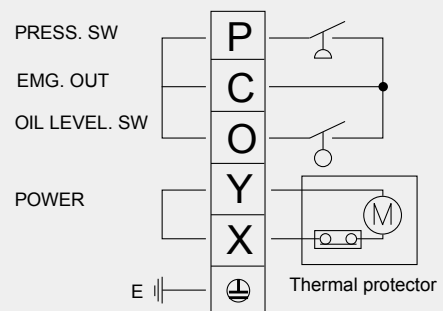 PRESS. SW
P
EMG. OUT
C
OIL LEVEL. SW
O
Y
POWER
M
X
E
Thermal protector